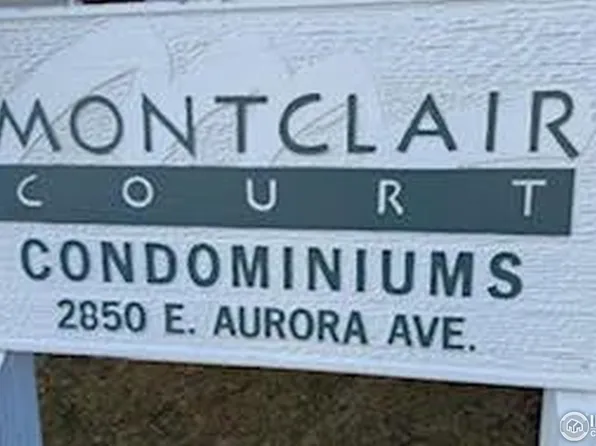 MONTCLAIR
COURT
CONDOMINIUMS
2850 E. AURORA AVE.